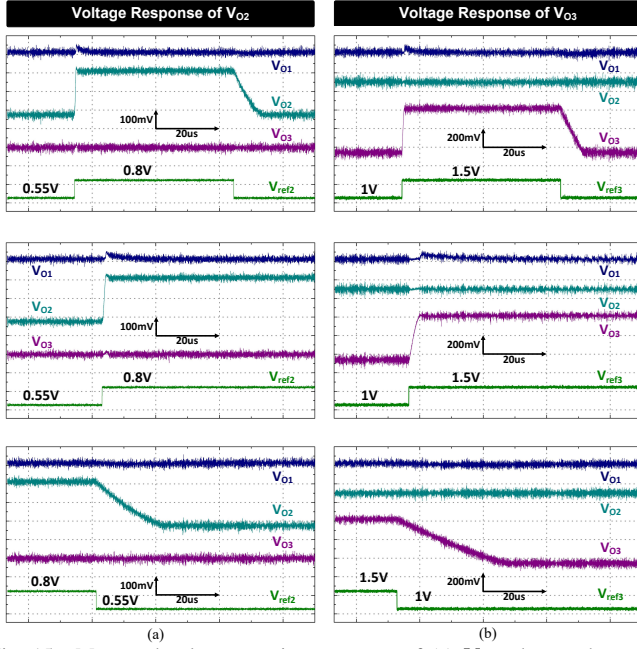 Voltage Response of VO2
Voltage Response of VO3
VO1
VO2
100mV
20us
VO3
0.8V
0.55V
Vref2
VO1
VO2
VO3
200mV
20us
1.5V
1V
Vref3
VO1
VO2
100mV
20us
VO3
0.8V
0.55V
Vref2
VO1
VO2
VO3
200mV
20us
1.5V
1V
Vref3
VO1
VO2
VO3
0.8V
100mV
20us
0.55V
Vref2
VO1
VO2
VO3
1.5V
200mV
20us
1V
Vref3
(a)
(b)